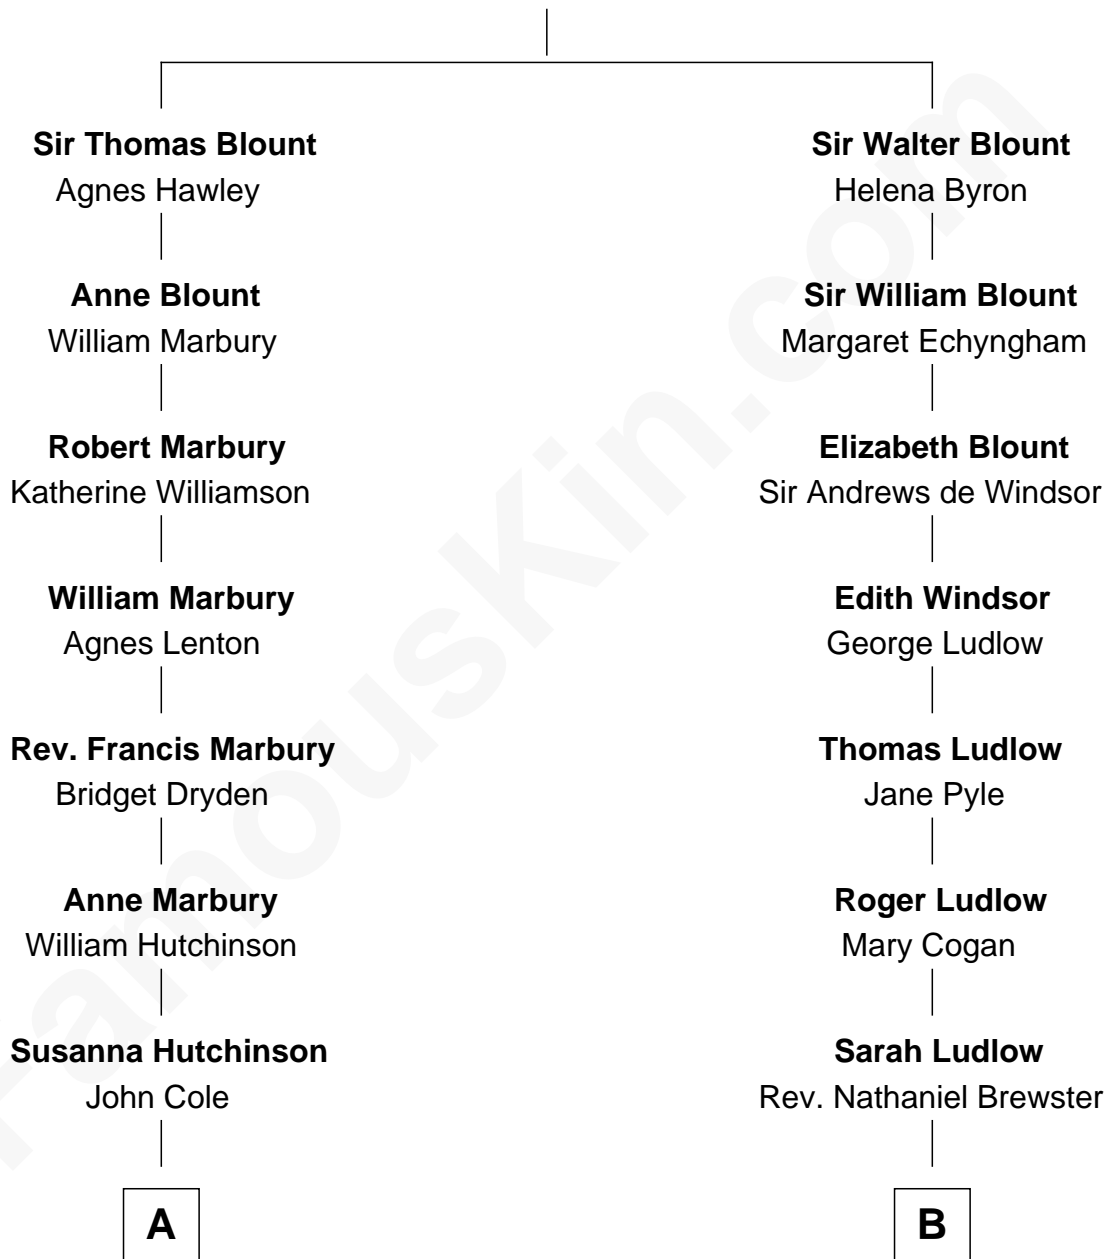 Sir Thomas Blount
Agnes Hawley
Anne Blount
William Marbury
Robert Marbury
Katherine Williamson
William Marbury
Agnes Lenton
Rev. Francis Marbury
Bridget Dryden
Anne Marbury
William Hutchinson
Susanna Hutchinson
John Cole
A
Sir Walter Blount
Helena Byron
Sir William Blount
Margaret Echyngham
Elizabeth Blount
Sir Andrews de Windsor
Edith Windsor
George Ludlow
Thomas Ludlow
Jane Pyle
Roger Ludlow
Mary Cogan
Sarah Ludlow
Rev. Nathaniel Brewster
B
FamousKin.com